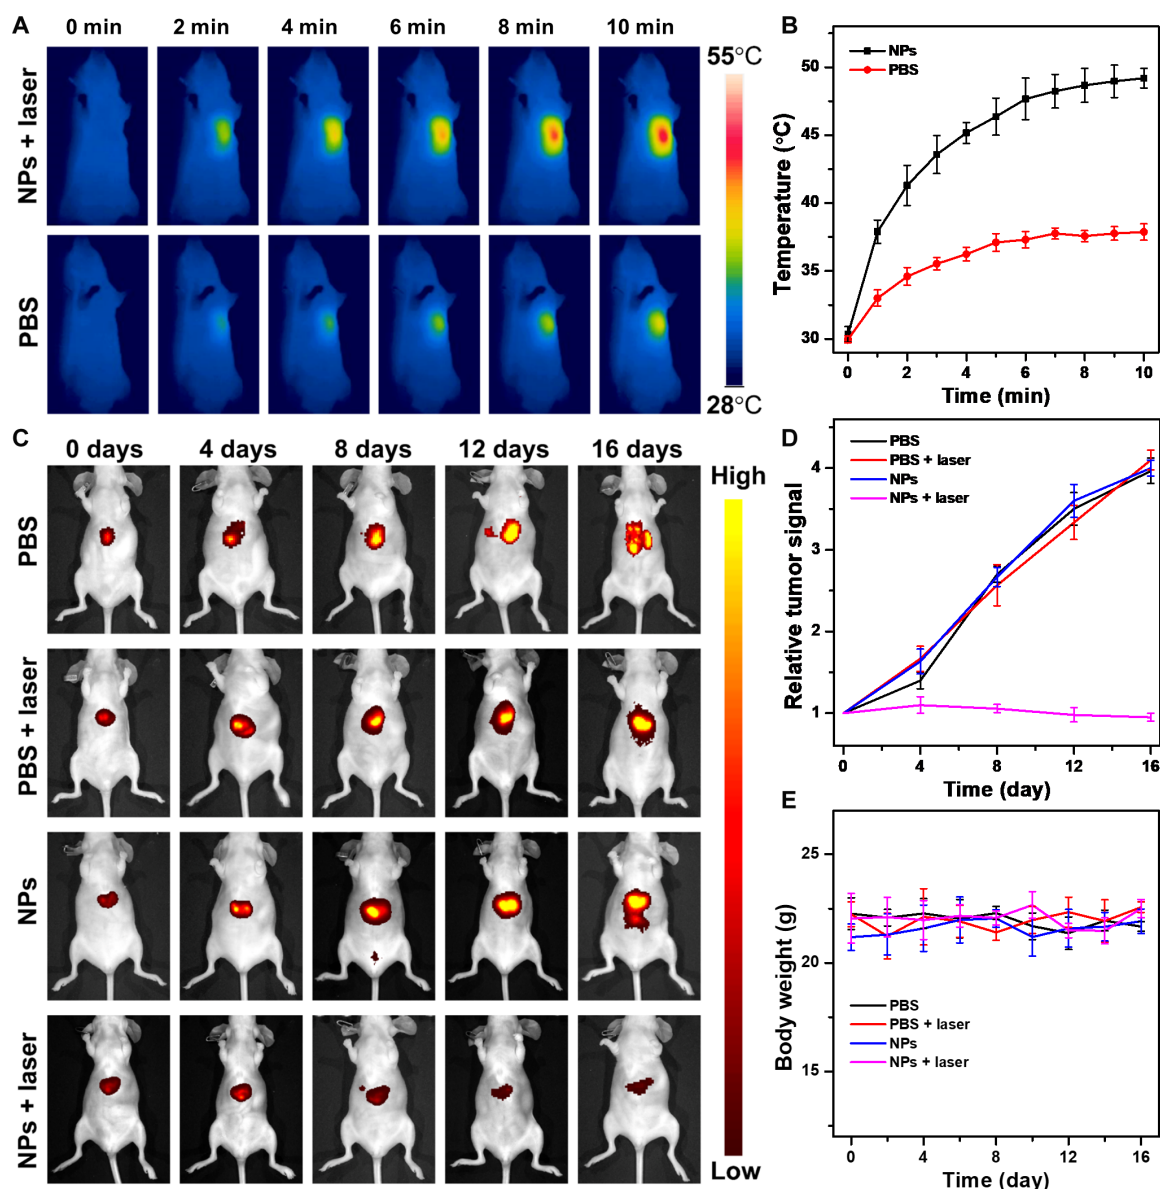 A
0 min
2 min
4 min
6 min
8 min
10 min
NPs + laser
PBS
55°C
28°C
B
NPs
PBS
Temperature (°C)
50
45
40
35
30
0
2
4
6
8
10
Time (min)
C
0 days
4 days
8 days
12 days
16 days
PBS
PBS + laser
NPs
NPs + laser
High
Low
D
PBS
PBS + laser
NPs
NPs + laser
Relative tumor signal
4
3
2
1
0
4
8
12
16
Time (day)
E
Body weight (g)
25
20
15
PBS
PBS + laser
NPs
NPs + laser
0
4
8
12
16
Time (day)